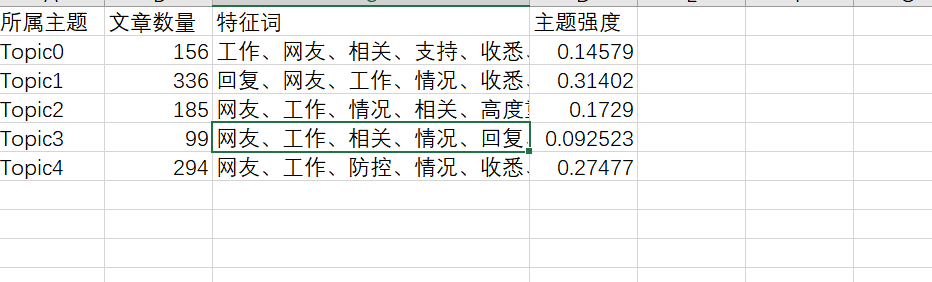 所属主题 文章数量 特征词 主题强度
Topic0 156 工作、网友、相关、支持、收悉、 0.14579
Topic1 336 回复、网友、工作、情况、收悉、 0.31402
Topic2 185 网友、工作、情况、相关、高度 0.1729
Topic3 99 网友、工作、相关、情况、回复、 0.092523
Topic4 294 网友、工作、防控、情况、收悉、 0.27477